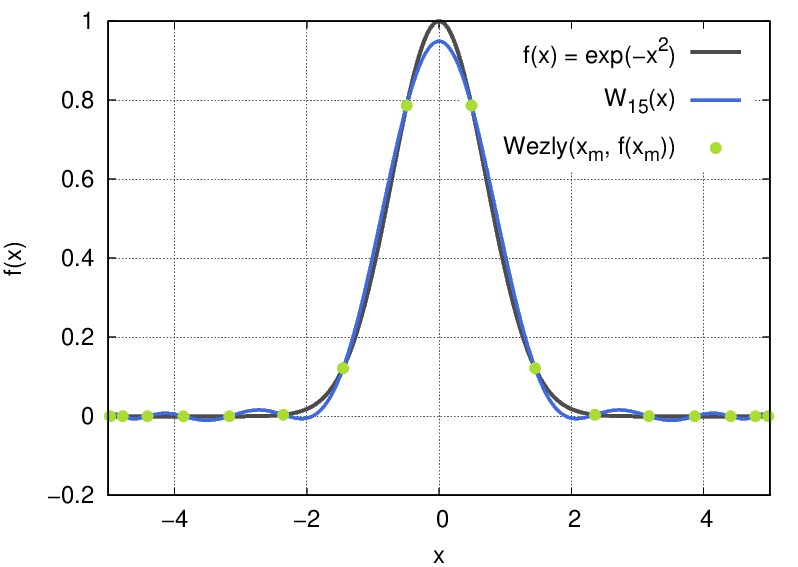 f(x) = exp(−x²)
W₁₅(x)
Wezly(xₘ, f(xₘ))
1
0.8
0.6
0.4
0.2
0
−0.2
f(x)
−4
−2
0
2
4
x